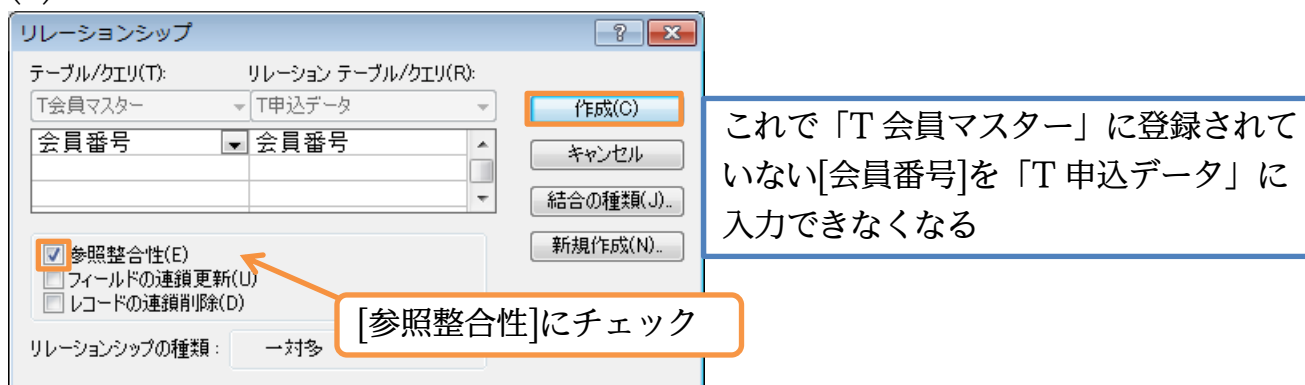 リレーションシップ
テーブル/クエリ(T): リレーション テーブル/クエリ(R):
T会員マスター T申込データ
会員番号 会員番号
作成(C)
キャンセル
結合の種類(J)..
新規作成(N)..
参照整合性(E)
フィールドの連鎖更新(U)
レコードの連鎖削除(D)
リレーションシップの種類: 一対多
[参照整合性]にチェック
これで「T 会員マスター」に登録されて
いない[会員番号]を「T 申込データ」に
入力できなくなる